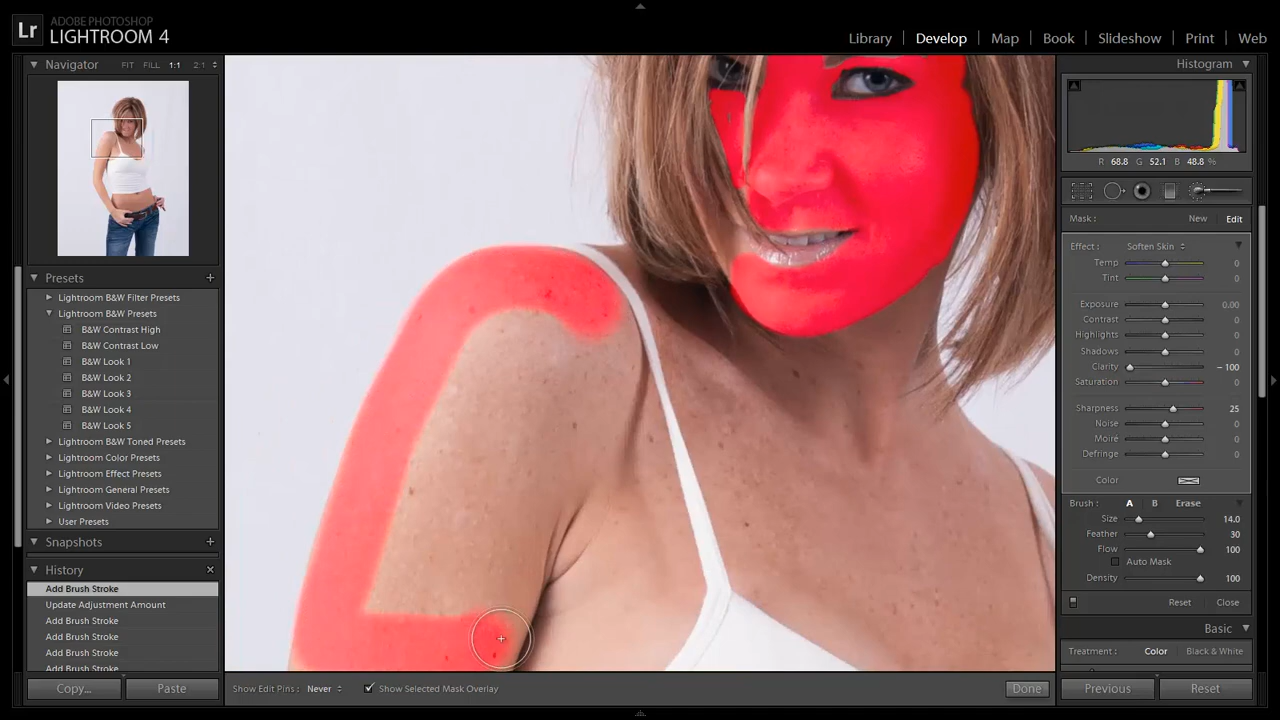 Lr ADOBE PHOTOSHOP
LIGHTROOM 4
Library Develop Map Book Slideshow Print Web
Navigator FIT FILL 1:1 2:1
Presets +
Lightroom B&W Filter Presets
Lightroom B&W Presets
B&W Contrast High
B&W Contrast Low
B&W Look 1
B&W Look 2
B&W Look 3
B&W Look 4
B&W Look 5
Lightroom B&W Toned Presets
Lightroom Color Presets
Lightroom Effect Presets
Lightroom General Presets
Lightroom Video Presets
User Presets
Snapshots +
History
Add Brush Stroke
Update Adjustment Amount
Add Brush Stroke
Add Brush Stroke
Add Brush Stroke
Add Brush Stroke
Copy... Paste
Show Edit Pins: Never Show Selected Mask Overlay Done
Histogram
R 68.8 G 52.1 B 48.8 %
Mask: New Edit
Effect: Soften Skin
Temp 0
Tint 0
Exposure 0.00
Contrast 0
Highlights 0
Shadows 0
Clarity – 100
Saturation 0
Sharpness 25
Noise 0
Moiré 0
Defringe 0
Color
Brush: A B Erase
Size 14.0
Feather 30
Flow 100
Auto Mask
Density 100
Reset Close
Basic
Treatment: Color Black & White
Previous Reset